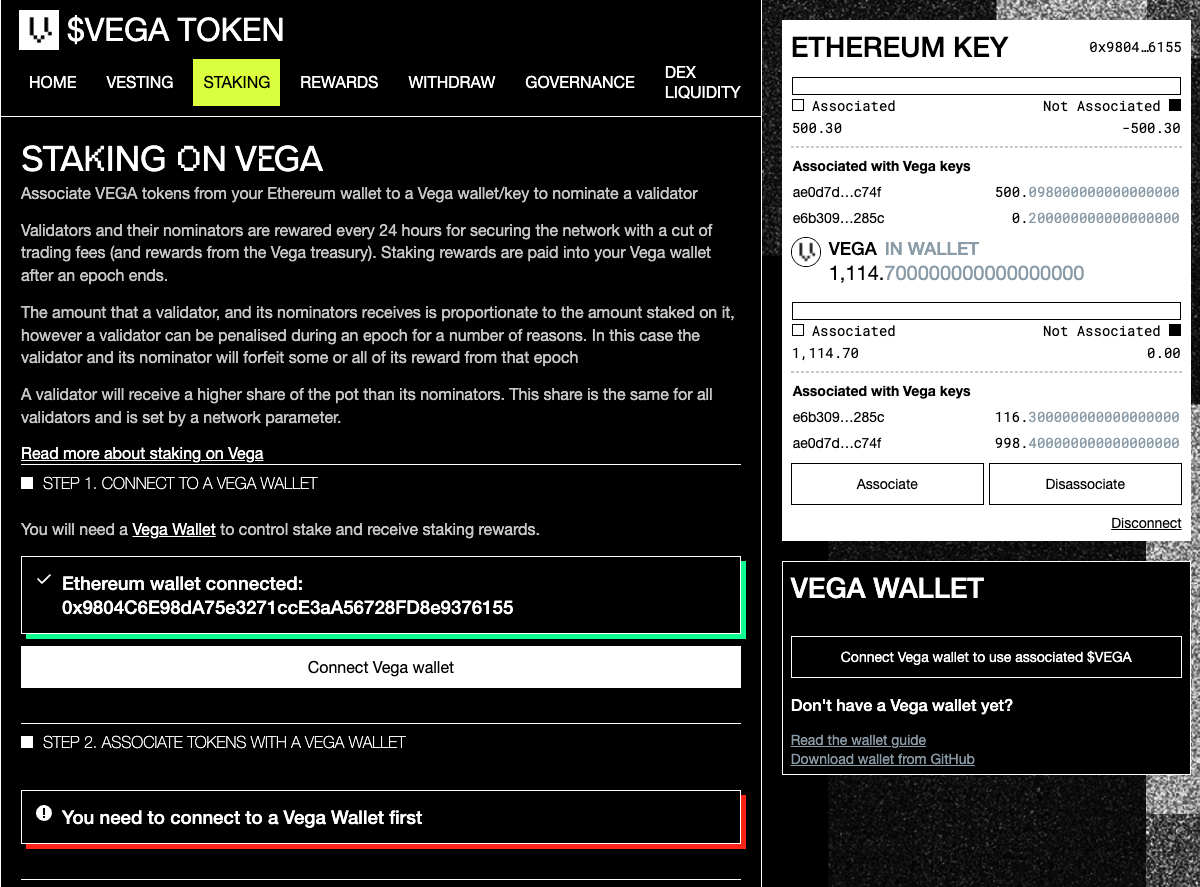 $VEGA TOKEN
HOME VESTING STAKING REWARDS WITHDRAW GOVERNANCE DEX LIQUIDITY
STAKING ON VEGA
Associate VEGA tokens from your Ethereum wallet to a Vega wallet/key to nominate a validator
Validators and their nominators are rewared every 24 hours for securing the network with a cut of
trading fees (and rewards from the Vega treasury). Staking rewards are paid into your Vega wallet
after an epoch ends.
The amount that a validator, and its nominators receives is proportionate to the amount staked on it,
however a validator can be penalised during an epoch for a number of reasons. In this case the
validator and its nominator will forfeit some or all of its reward from that epoch
A validator will receive a higher share of the pot than its nominators. This share is the same for all
validators and is set by a network parameter.
Read more about staking on Vega
STEP 1. CONNECT TO A VEGA WALLET
You will need a Vega Wallet to control stake and receive staking rewards.
Ethereum wallet connected:
0x9804C6E98dA75e3271ccE3aA56728FD8e9376155
Connect Vega wallet
STEP 2. ASSOCIATE TOKENS WITH A VEGA WALLET
You need to connect to a Vega Wallet first
ETHEREUM KEY 0x9804…6155
Associated Not Associated
500.30 -500.30
Associated with Vega keys
ae0d7d…c74f 500.098000000000000000
e6b309…285c 0.200000000000000000
VEGA IN WALLET
1,114.700000000000000000
Associated Not Associated
1,114.70 0.00
Associated with Vega keys
e6b309…285c 116.300000000000000000
ae0d7d…c74f 998.400000000000000000
Associate Disassociate
Disconnect
VEGA WALLET
Connect Vega wallet to use associated $VEGA
Don't have a Vega wallet yet?
Read the wallet guide
Download wallet from GitHub